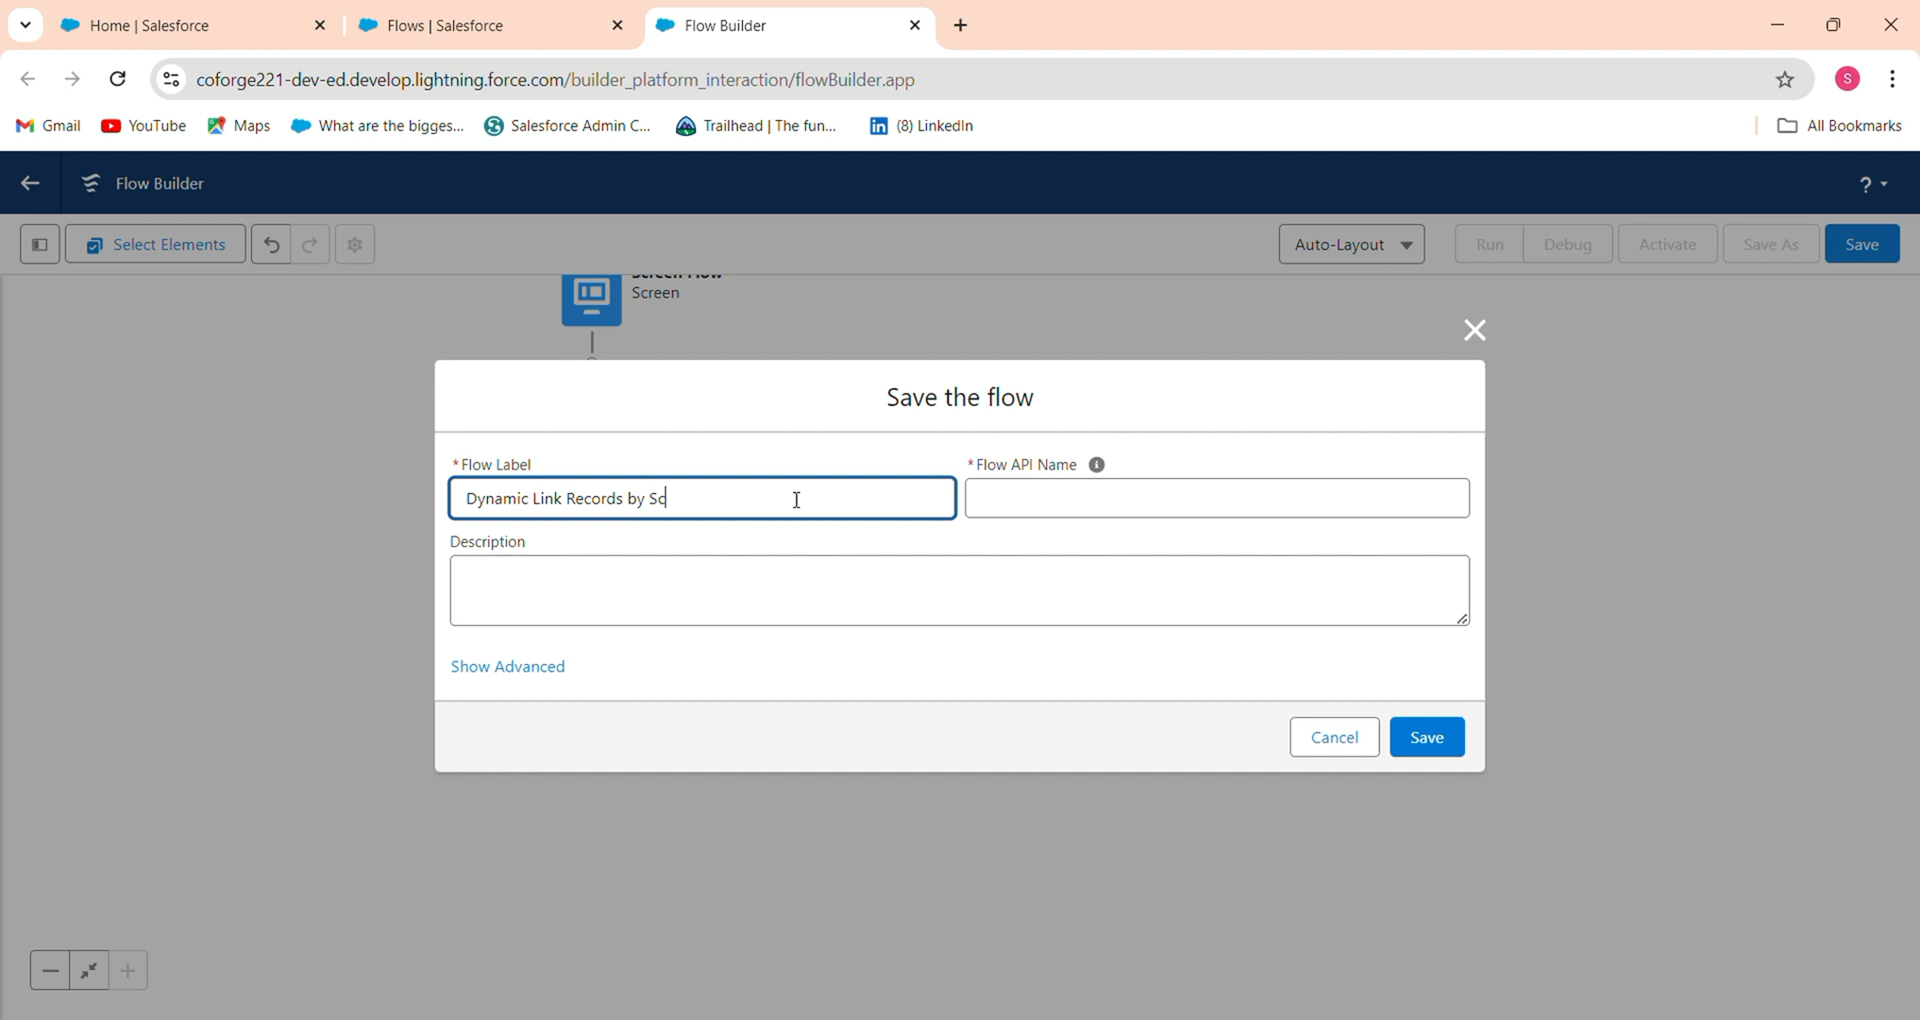 Home | Salesforce
Flows | Salesforce
Flow Builder
coforge221-dev-ed.develop.lightning.force.com/builder_platform_interaction/flowBuilder.app
S
Gmail
YouTube
Maps
What are the bigges...
Salesforce Admin C...
Trailhead | The fun...
(8) LinkedIn
All Bookmarks
Flow Builder
?
Select Elements
Auto-Layout
Run
Debug
Activate
Save As
Save
Screen Flow
Screen
Save the flow
* Flow Label
* Flow API Name
Dynamic Link Records by Sc
Description
Show Advanced
Cancel
Save